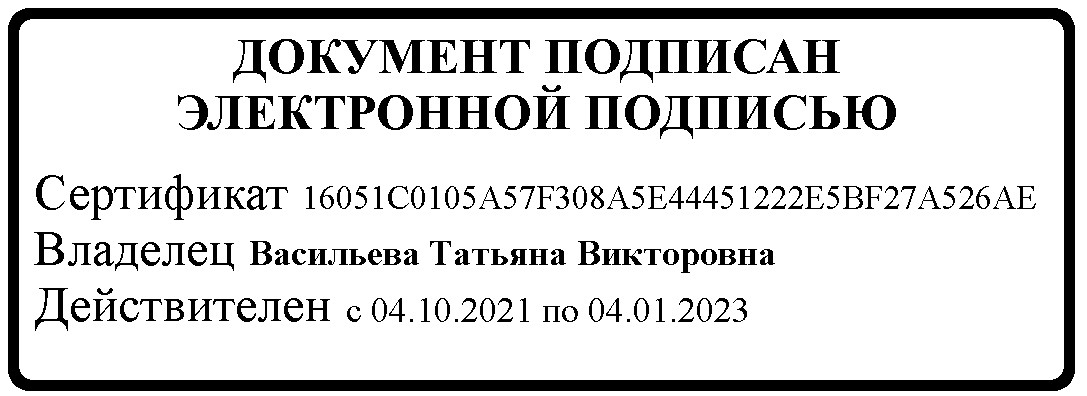 ДОКУМЕНТ ПОДПИСАН
ЭЛЕКТРОННОЙ ПОДПИСЬЮ
Сертификат 16051C0105A57F308A5E44451222E5BF27A526AE
Владелец Васильева Татьяна Викторовна
Действителен с 04.10.2021 по 04.01.2023